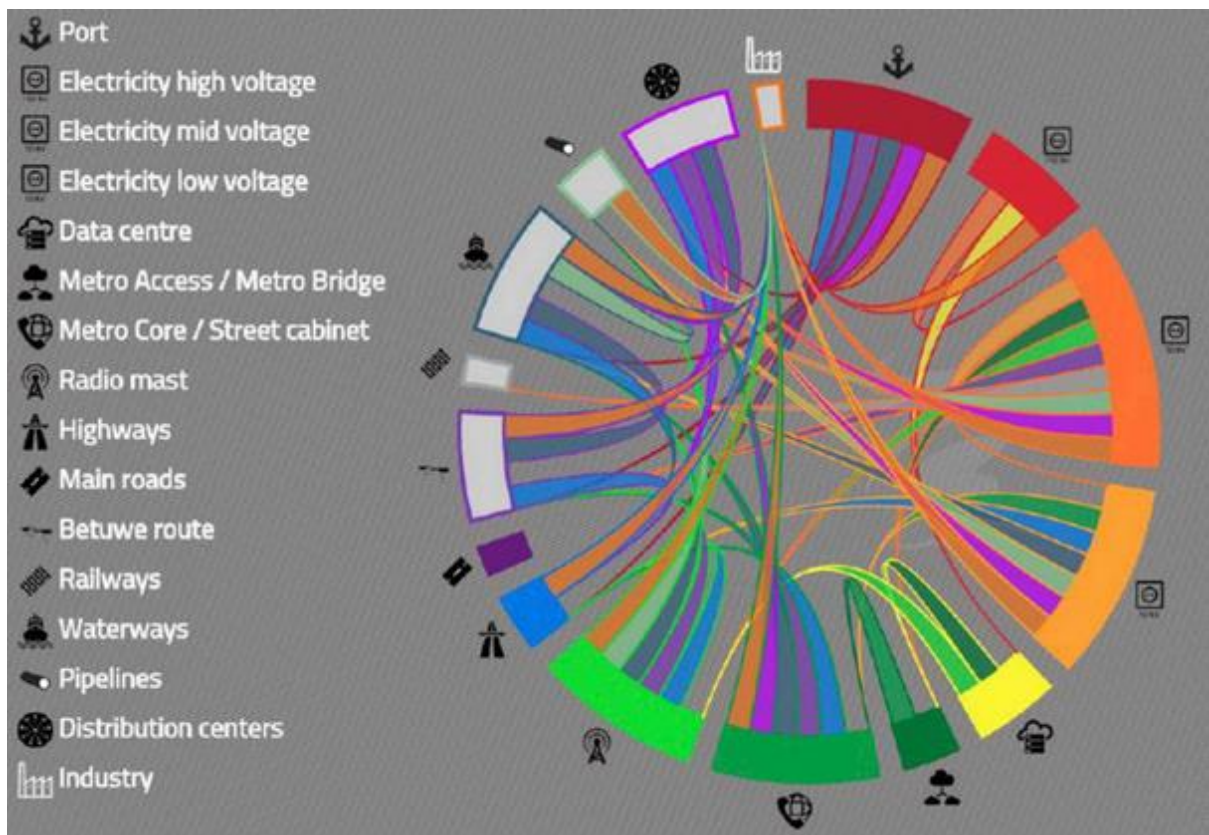 Port
Electricity high voltage
Electricity mid voltage
Electricity low voltage
Data centre
Metro Access / Metro Bridge
Metro Core / Street cabinet
Radio mast
Highways
Main roads
Betuwe route
Railways
Waterways
Pipelines
Distribution centers
Industry